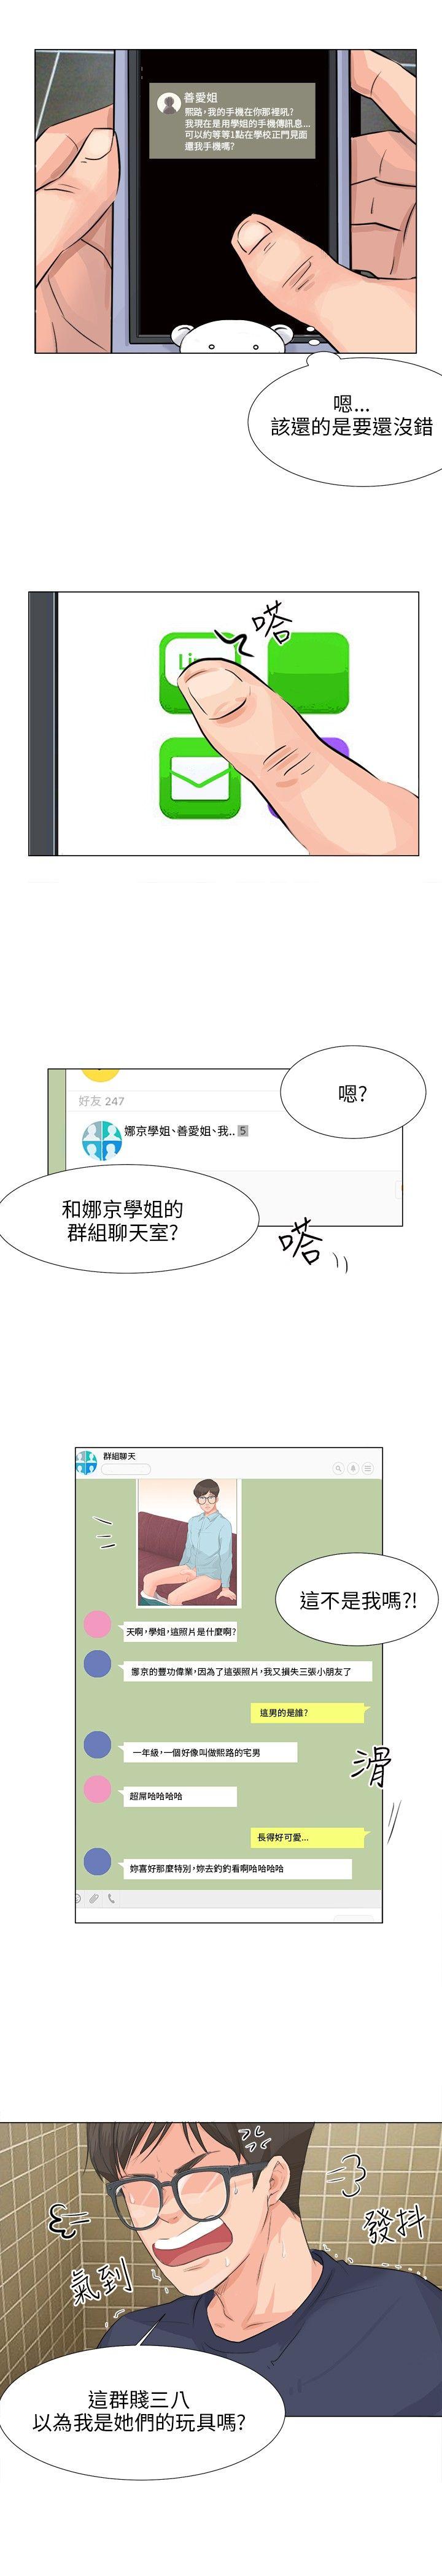 善愛姐
熙路，我的手機在你那裡吼?
我現在是用學姐的手機傳訊息...
可以約等等1點在學校正門見面
還我手機嗎?
嗯...
該還的是要還沒錯
嗒
Li
好友 247
娜京學姐、善愛姐、我.. 5
嗯?
和娜京學姐的
群組聊天室?
嗒
群組聊天
這不是我嗎?!
天啊，學姐，這照片是什麼啊?
娜京的豐功偉業，因為了這張照片，我又損失三張小朋友了
這男的是誰?
一年級，一個好像叫做熙路的宅男
滑
超屌哈哈哈哈
長得好可愛...
妳喜好那麼特別，妳去釣釣看啊哈哈哈哈
發抖
氣到
這群賤三八
以為我是她們的玩具嗎?